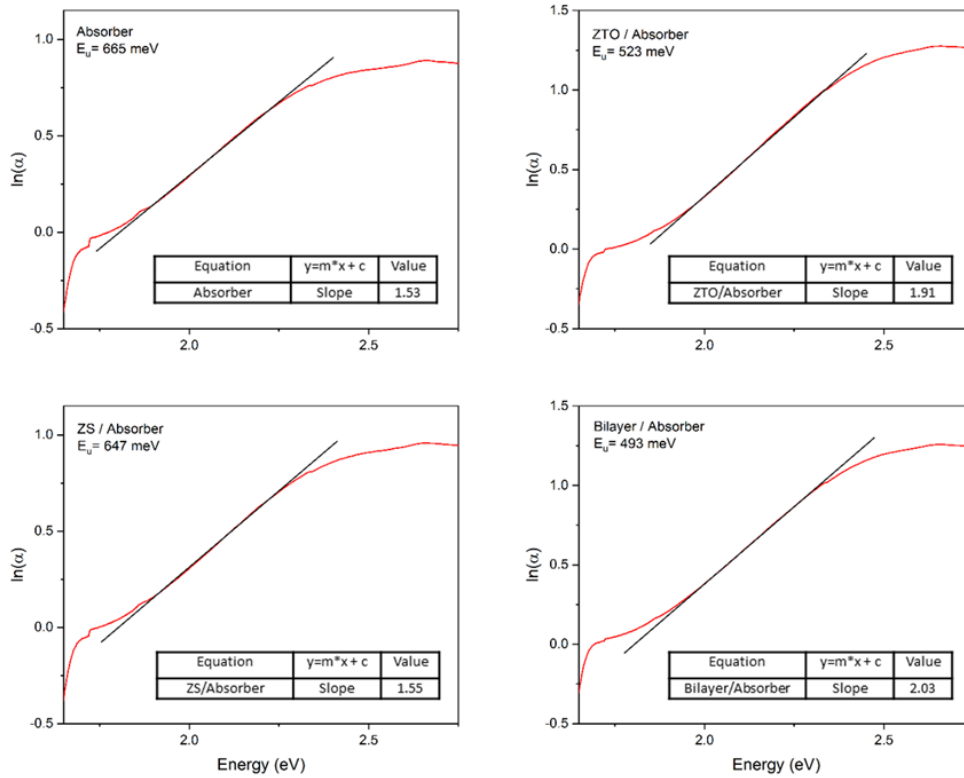 Absorber
E_u= 665 meV
1.0
0.5
0.0
-0.5
ln(α)
2.0 2.5
Equation y=m*x + c Value
Absorber Slope 1.53
ZTO / Absorber
E_u= 523 meV
1.5
1.0
0.5
0.0
-0.5
ln(α)
2.0 2.5
Equation y=m*x + c Value
ZTO/Absorber Slope 1.91
ZS / Absorber
E_u= 647 meV
1.0
0.5
0.0
-0.5
ln(α)
2.0 2.5
Energy (eV)
Equation y=m*x + c Value
ZS/Absorber Slope 1.55
Bilayer / Absorber
E_u= 493 meV
1.5
1.0
0.5
0.0
-0.5
ln(α)
2.0 2.5
Energy (eV)
Equation y=m*x + c Value
Bilayer/Absorber Slope 2.03